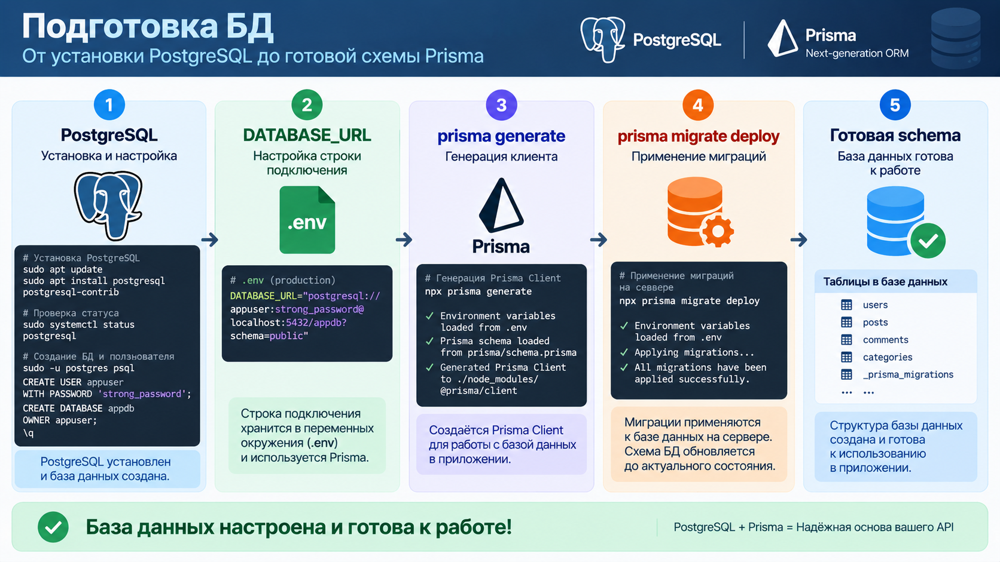 Подготовка БД
От установки PostgreSQL до готовой схемы Prisma
PostgreSQL
Prisma
Next-generation ORM
1
PostgreSQL
Установка и настройка
# Установка PostgreSQL
sudo apt update
sudo apt install postgresql
postgresql-contrib
# Проверка статуса
sudo systemctl status
postgresql
# Создание БД иползнователя
sudo -u postgres psql
CREATE USER appuser
WITH PASSWORD 'strong_password';
CREATE DATABASE appdb
OWNER appuser;
\q
PostgreSQL установлен
и база данных создана.
2
DATABASE_URL
Настройка строки
подключения
.env
# .env (production)
DATABASE_URL="postgresql://
appuser:strong_password@
localhost:5432/appdb?
schema=public"
Строка подключения
хранится в переменных
окружения (.env)
и используется Prisma.
3
prisma generate
Генерация клиента
Prisma
# Генерация Prisma Client
npx prisma generate
✓ Environment variables
loaded from .env
✓ Prisma schema loaded
from prisma/schema.prisma
✓ Generated Prisma Client
to ./node_modules/
@prisma/client
Создаётся Prisma Client
для работы с базой данных
в приложении.
4
prisma migrate deploy
Применение миграций
# Применение миграций
на севвере
npx prisma migrate deploy
✓ Environment variables
loaded from .env
✓ Applying migrations...
✓ All migrations have been
applied successfully.
Миграции применяются
к базе данных на сервере.
Схема БД обновляется
до актуального состояния.
5
Готовая schema
База данных готова
к работе
Таблицы в базе данных
users
posts
comments
categories
_prisma_migrations
... ...
Структура базы данных
создана и готова
к использованию
в приложении.
База данных настроена и готова к работе!
PostgreSQL + Prisma = Надёжная основа вашего API